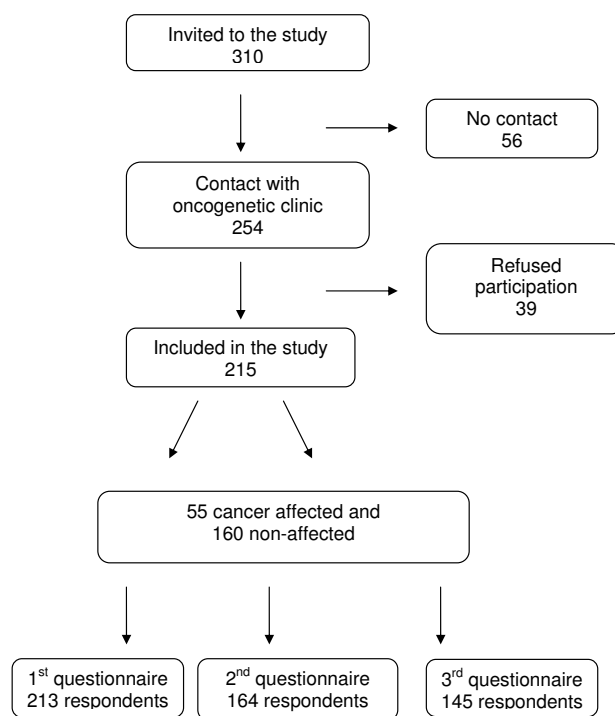 Invited to the study
310
No contact
56
Contact with
oncogenetic clinic
254
Refused
participation
39
Included in the study
215
55 cancer affected and
160 non-affected
1st questionnaire
213 respondents
2nd questionnaire
164 respondents
3rd questionnaire
145 respondents